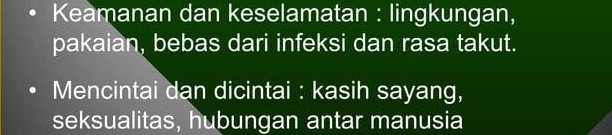 • Keamanan dan keselamatan : lingkungan,
pakaian, bebas dari infeksi dan rasa takut.
• Mencintai dan dicintai : kasih sayang,
seksualitas, hubungan antar manusia